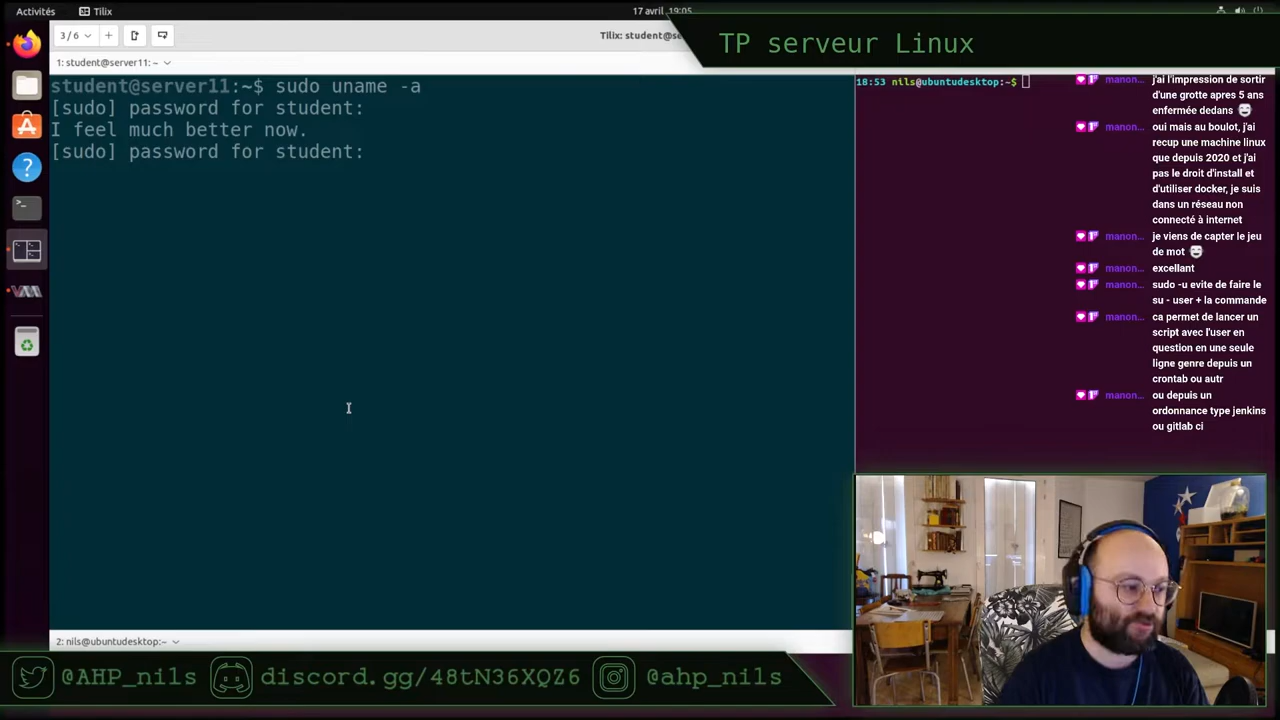 Activités
Tilix
17 avril 19:05
3/6
Tilix: student@se
TP serveur Linux
1: student@server11: ~
student@server11:~$ sudo uname -a
[sudo] password for student:
I feel much better now.
[sudo] password for student:
18:53 nils@ubuntudesktop:~$
j'ai l'impression de sortir
d'une grotte apres 5 ans
enfermée dedans
manon... oui mais au boulot, j'ai
recup une machine linux
que depuis 2020 et j'ai
pas le droit d'install et
d'utiliser docker, je suis
dans un réseau non
connecté à internet
manon... je viens de capter le jeu
de mot
manon... excellant
manon... sudo -u evite de faire le
su - user + la commande
manon... ca permet de lancer un
script avec l'user en
question en une seule
ligne genre depuis un
crontab ou autr
manon... ou depuis un
ordonnance type jenkins
ou gitlab ci
2: nils@ubuntudesktop:~
@AHP_nils
discord.gg/48tN36XQZ6
@ahp_nils